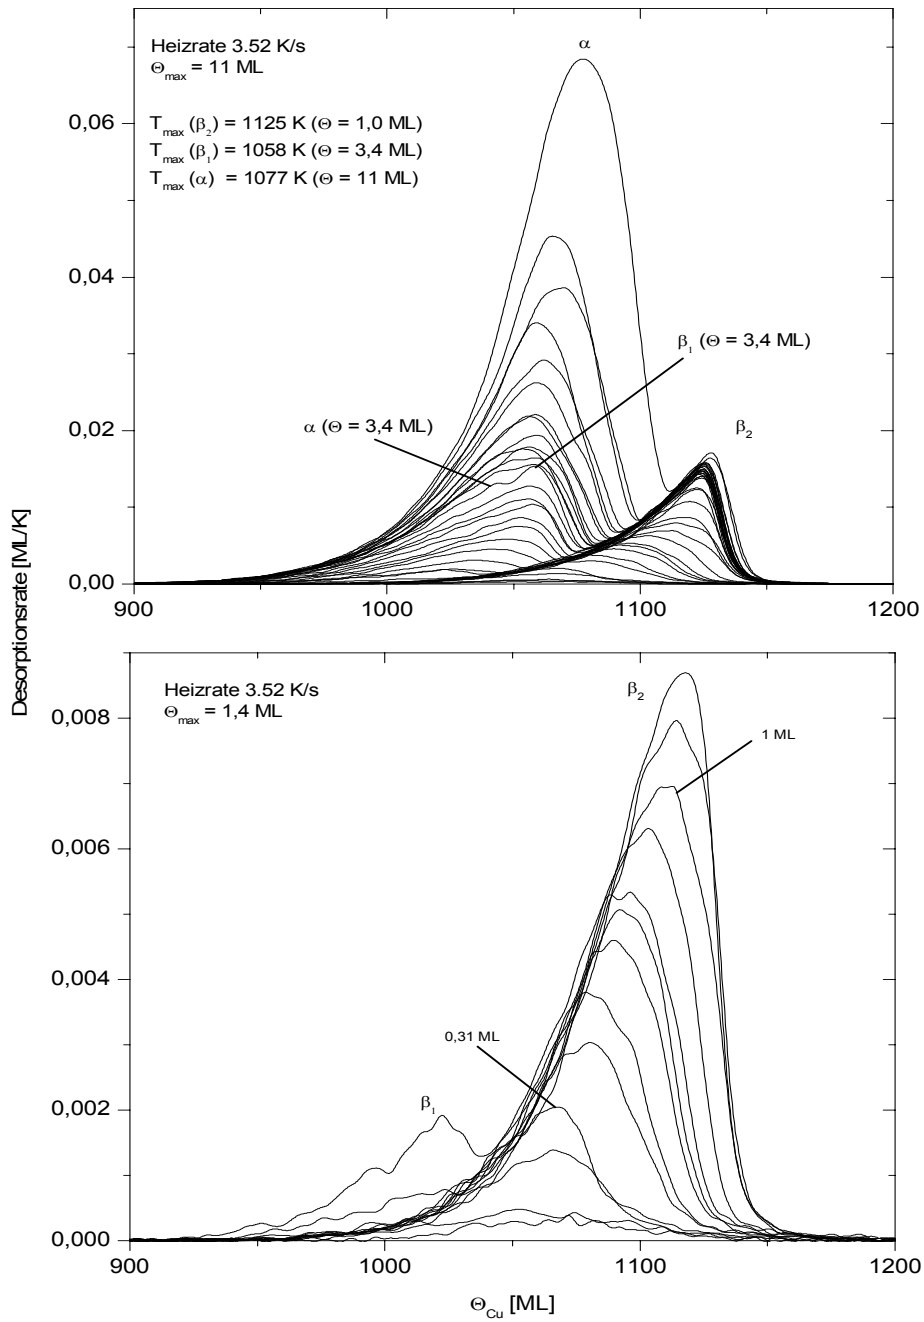 Heizrate 3.52 K/s
Θmax = 11 ML
Tmax (β2) = 1125 K (Θ = 1,0 ML)
Tmax (β1) = 1058 K (Θ = 3,4 ML)
Tmax (α) = 1077 K (Θ = 11 ML)
α
β1 (Θ = 3,4 ML)
α (Θ = 3,4 ML)
β2
0,06
0,04
0,02
0,00
900
1000
1100
1200
Desorptionsrate [ML/K]
Heizrate 3.52 K/s
Θmax = 1,4 ML
β2
1 ML
0,31 ML
β1
0,008
0,006
0,004
0,002
0,000
900
1000
1100
1200
ΘCu [ML]